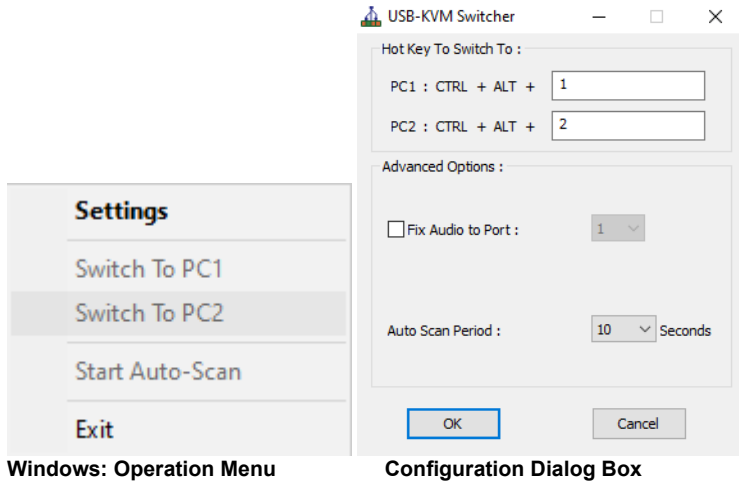 USB-KVM Switcher
Hot Key To Switch To :
PC1 : CTRL + ALT + 1
PC2 : CTRL + ALT + 2
Advanced Options :
Fix Audio to Port : 1
Auto Scan Period : 10 Seconds
OK Cancel
Settings
Switch To PC1
Switch To PC2
Start Auto-Scan
Exit
Windows: Operation Menu
Configuration Dialog Box